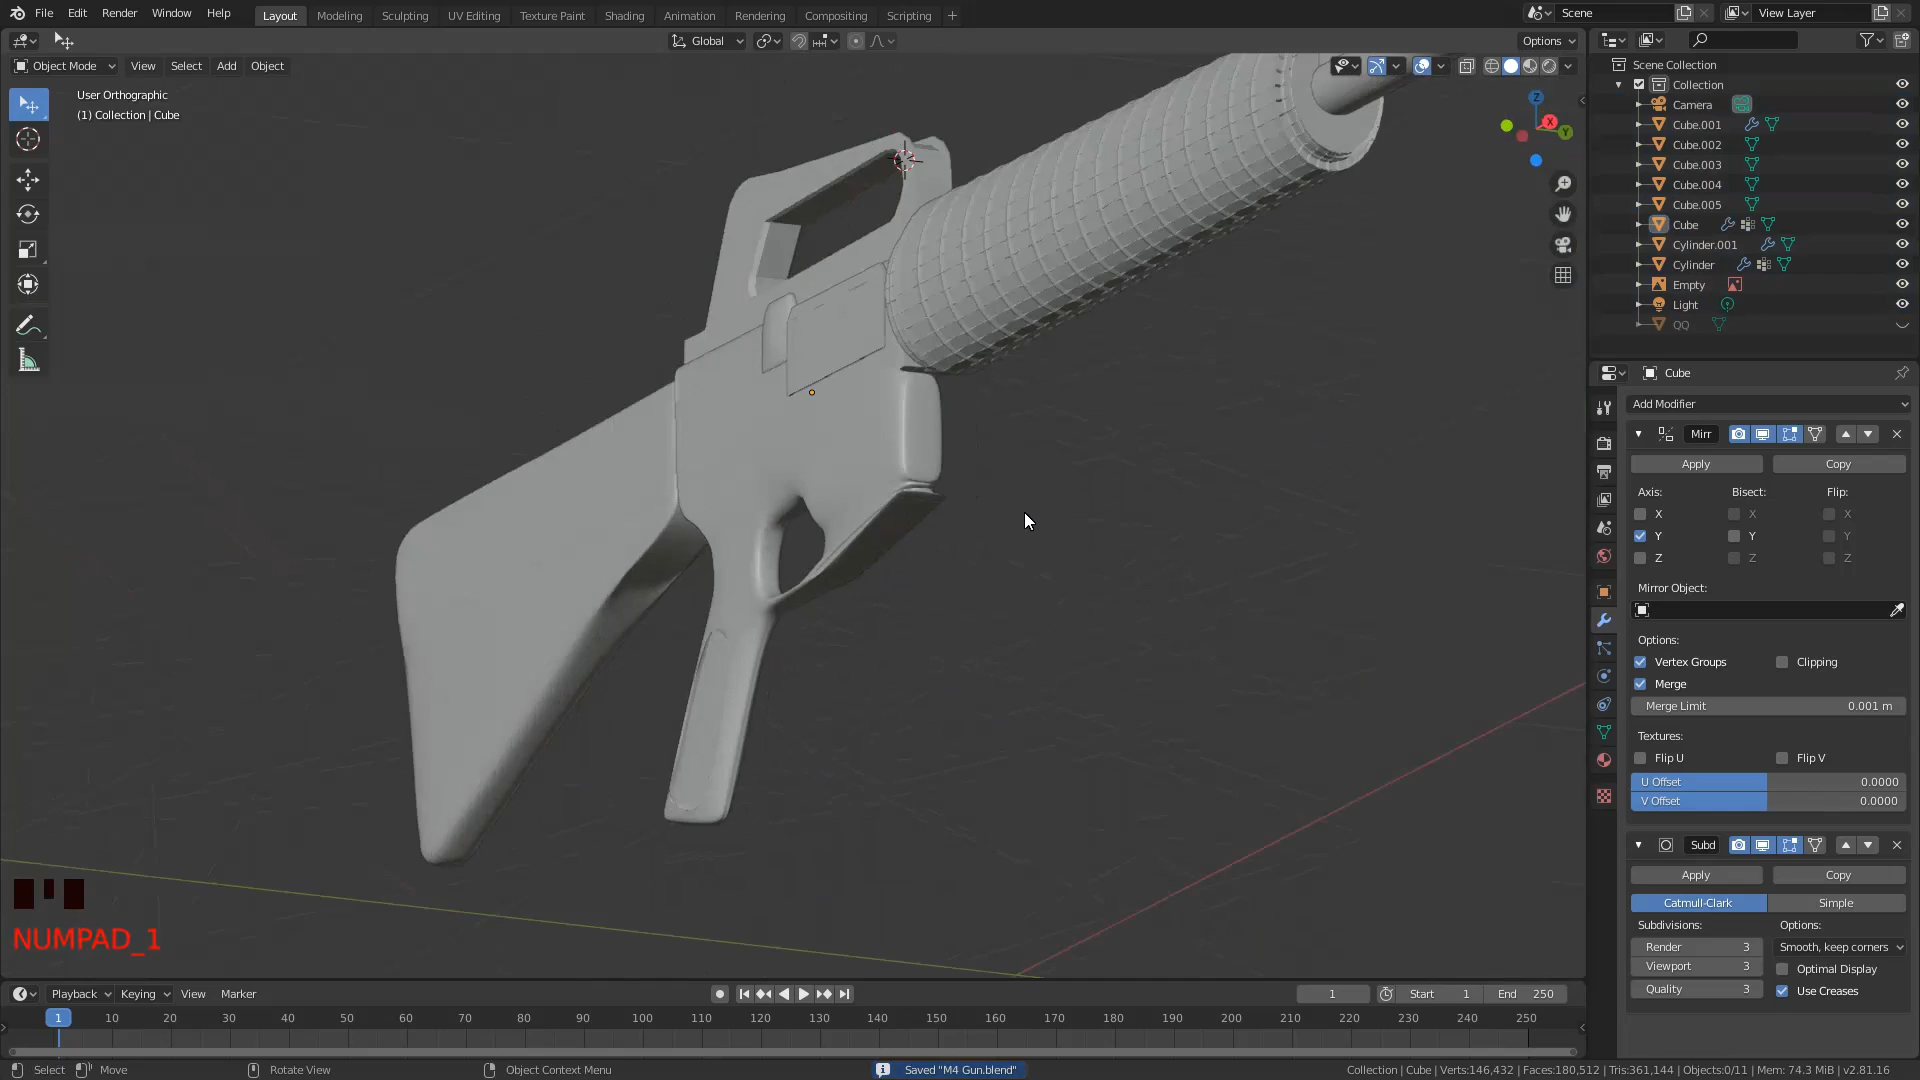 File Edit Render Window Help Layout Modeling Sculpting UV Editing Texture Paint Shading Animation Rendering Compositing Scripting + Scene View Layer
Global Options
Object Mode View Select Add Object
User Orthographic
(1) Collection | Cube
Z
X
Y
Scene Collection
Collection
Camera
Cube.001
Cube.002
Cube.003
Cube.004
Cube.005
Cube
Cylinder.001
Cylinder
Empty
Light
QQ
Cube
Add Modifier
Mirr
Apply Copy
Axis: Bisect: Flip:
X X X
Y Y Y
Z Z Z
Mirror Object:
Options:
Vertex Groups Clipping
Merge
Merge Limit 0.001 m
Textures:
Flip U Flip V
U Offset 0.0000
V Offset 0.0000
Subd
Apply Copy
Catmull-Clark Simple
Subdivisions: Options:
Render 3 Smooth, keep corners
Viewport 3 Optimal Display
Quality 3 Use Creases
NUMPAD_1
Playback Keying View Marker 1 Start 1 End 250
1 10 20 30 40 50 60 70 80 90 100 110 120 130 140 150 160 170 180 190 200 210 220 230 240 250
Select Move Rotate View Object Context Menu Saved "M4 Gun.blend" Collection | Cube | Verts:146,432 | Faces:180,512 | Tris:361,144 | Objects:0/11 | Mem: 74.3 MiB | v2.81.16